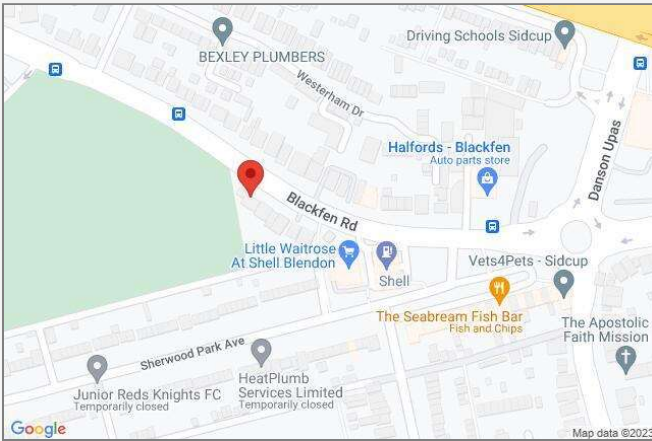 Driving Schools Sidcup
BEXLEY PLUMBERS
Westerham Dr
Halfords - Blackfen
Auto parts store
Danson Upas
Blackfen Rd
Little Waitrose
At Shell Blendon
Shell
Vets4Pets - Sidcup
The Seabream Fish Bar
Fish and Chips
The Apostolic
Faith Mission
Sherwood Park Ave
Junior Reds Knights FC
Temporarily closed
HeatPlumb
Services Limited
Temporarily closed
Google
Map data ©2023